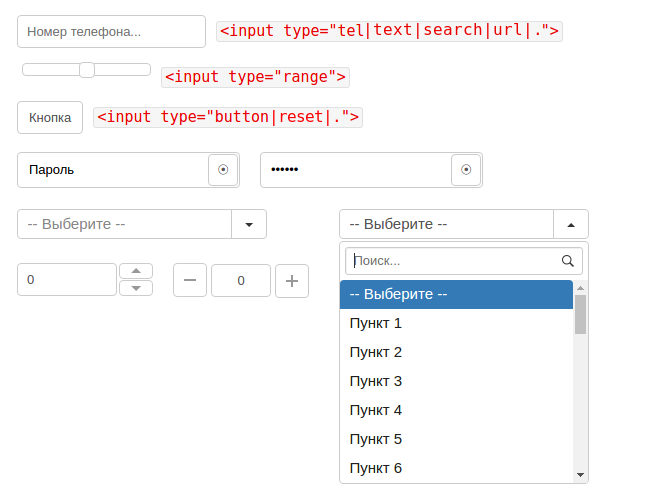 Номер телефона... <input type="tel|text|search|url|.">
<input type="range">
Кнопка <input type="button|reset|.">
Пароль ••••••
-- Выберите -- -- Выберите --
Поиск...
0 0
-- Выберите --
Пункт 1
Пункт 2
Пункт 3
Пункт 4
Пункт 5
Пункт 6